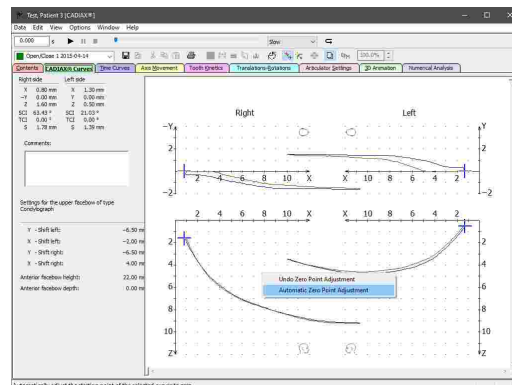 Test, Patient 3 [CADIAX®]
Data Edit View Options Window Help
0.000 s Slow
Open/Close 1 2015-04-14 100.0%
Contents CADIAX® Curves Time Curves Axis Movement Tooth Kinetics Translations-Rotations Articulator Settings 3D Animation Numerical Analysis
Right side Left side
X 0.80 mm X 1.30 mm
-Y 0.00 mm Y 0.00 mm
Z 1.60 mm Z 0.50 mm
SCI 63.43 ° SCI 21.03 °
TCI 0.00 ° TCI 0.00 °
S 1.78 mm S 1.39 mm
Comments:
Settings for the upper facebow of type
Condylograph
Y - Shift left: -6.50 m
X - Shift left: -2.00 m
Y - Shift right: -6.50 m
X - Shift right: 4.00 m
Anterior facebow height: 22.00 m
Anterior facebow depth: 0.00 m
Right Left
-Y Y
2 2
2 4 6 8 10 X X 10 8 6 4 2
-2 -2
2 4 6 8 10 X X 10 8 6 4 2
2 2
4 4
6 6
8 8
10 10
Z Z
Undo Zero Point Adjustment
Automatic Zero Point Adjustment